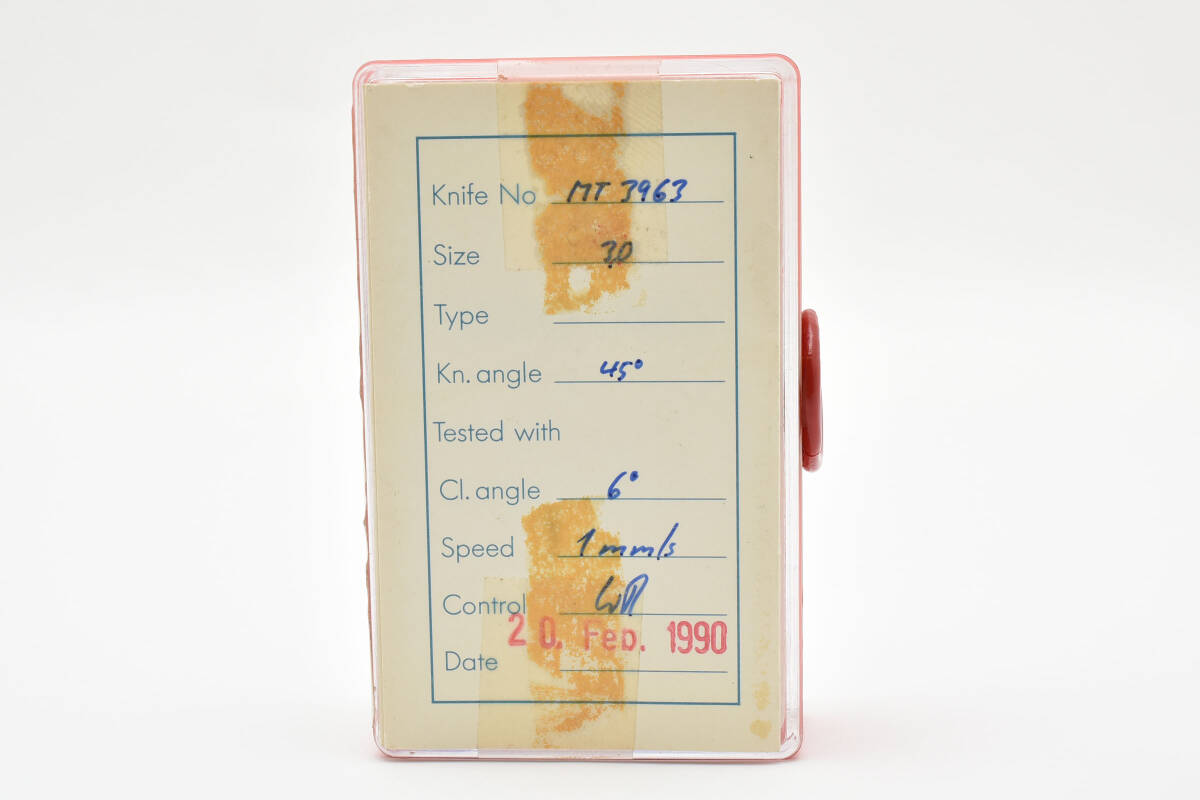 Knife No MT 3963
Size 3.0
Type
Kn. angle 45°
Tested with
Cl. angle 6°
Speed 1 mm/s
Control
20. Feb. 1990
Date